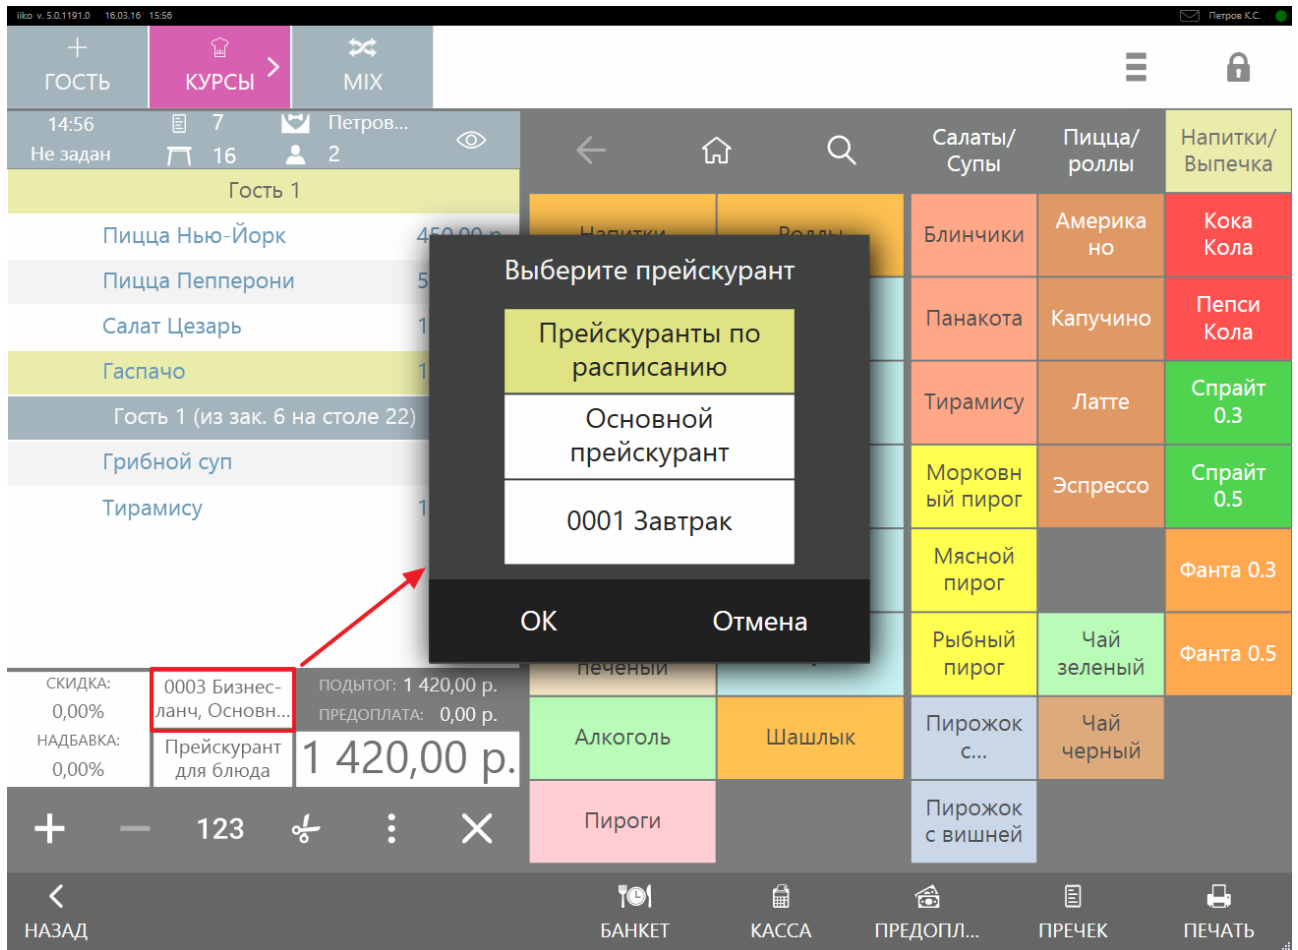 iiko v. 5.0.1191.0 16.03.16 15:56 Петров К.С.
ГОСТЬ КУРСЫ MIX
14:56 7 Петров...
Не задан 16 2
Гость 1
Пицца Нью-Йорк
Пицца Пепперони
Салат Цезарь
Гаспачо
Гость 1 (из зак. 6 на столе 22)
Грибной суп
Тирамису
СКИДКА:
0,00%
НАДБАВКА:
0,00%
0003 Бизнес-
ланч, Основн...
Прейскурант
для блюда
ПОДЫТОГ: 1 420,00 р.
ПРЕДОПЛАТА: 0,00 р.
1 420,00 р.
123
Выберите прейскурант
Прейскуранты по
расписанию
Основной
прейскурант
0001 Завтрак
OK Отмена
Напитки Роллы
печеный
Алкоголь Шашлык
Пироги
Салаты/
Супы
Пицца/
роллы
Напитки/
Выпечка
Блинчики
Америка
но
Кока
Кола
Панакота
Капучино
Пепси
Кола
Тирамису
Латте
Спрайт
0.3
Морковн
ый пирог
Эспрессо
Спрайт
0.5
Мясной
пирог
Фанта 0.3
Рыбный
пирог
Чай
зеленый
Фанта 0.5
Пирожок
с...
Чай
черный
Пирожок
с вишней
НАЗАД БАНКЕТ КАССА ПРЕДОПЛ... ПРЕЧЕК ПЕЧАТЬ